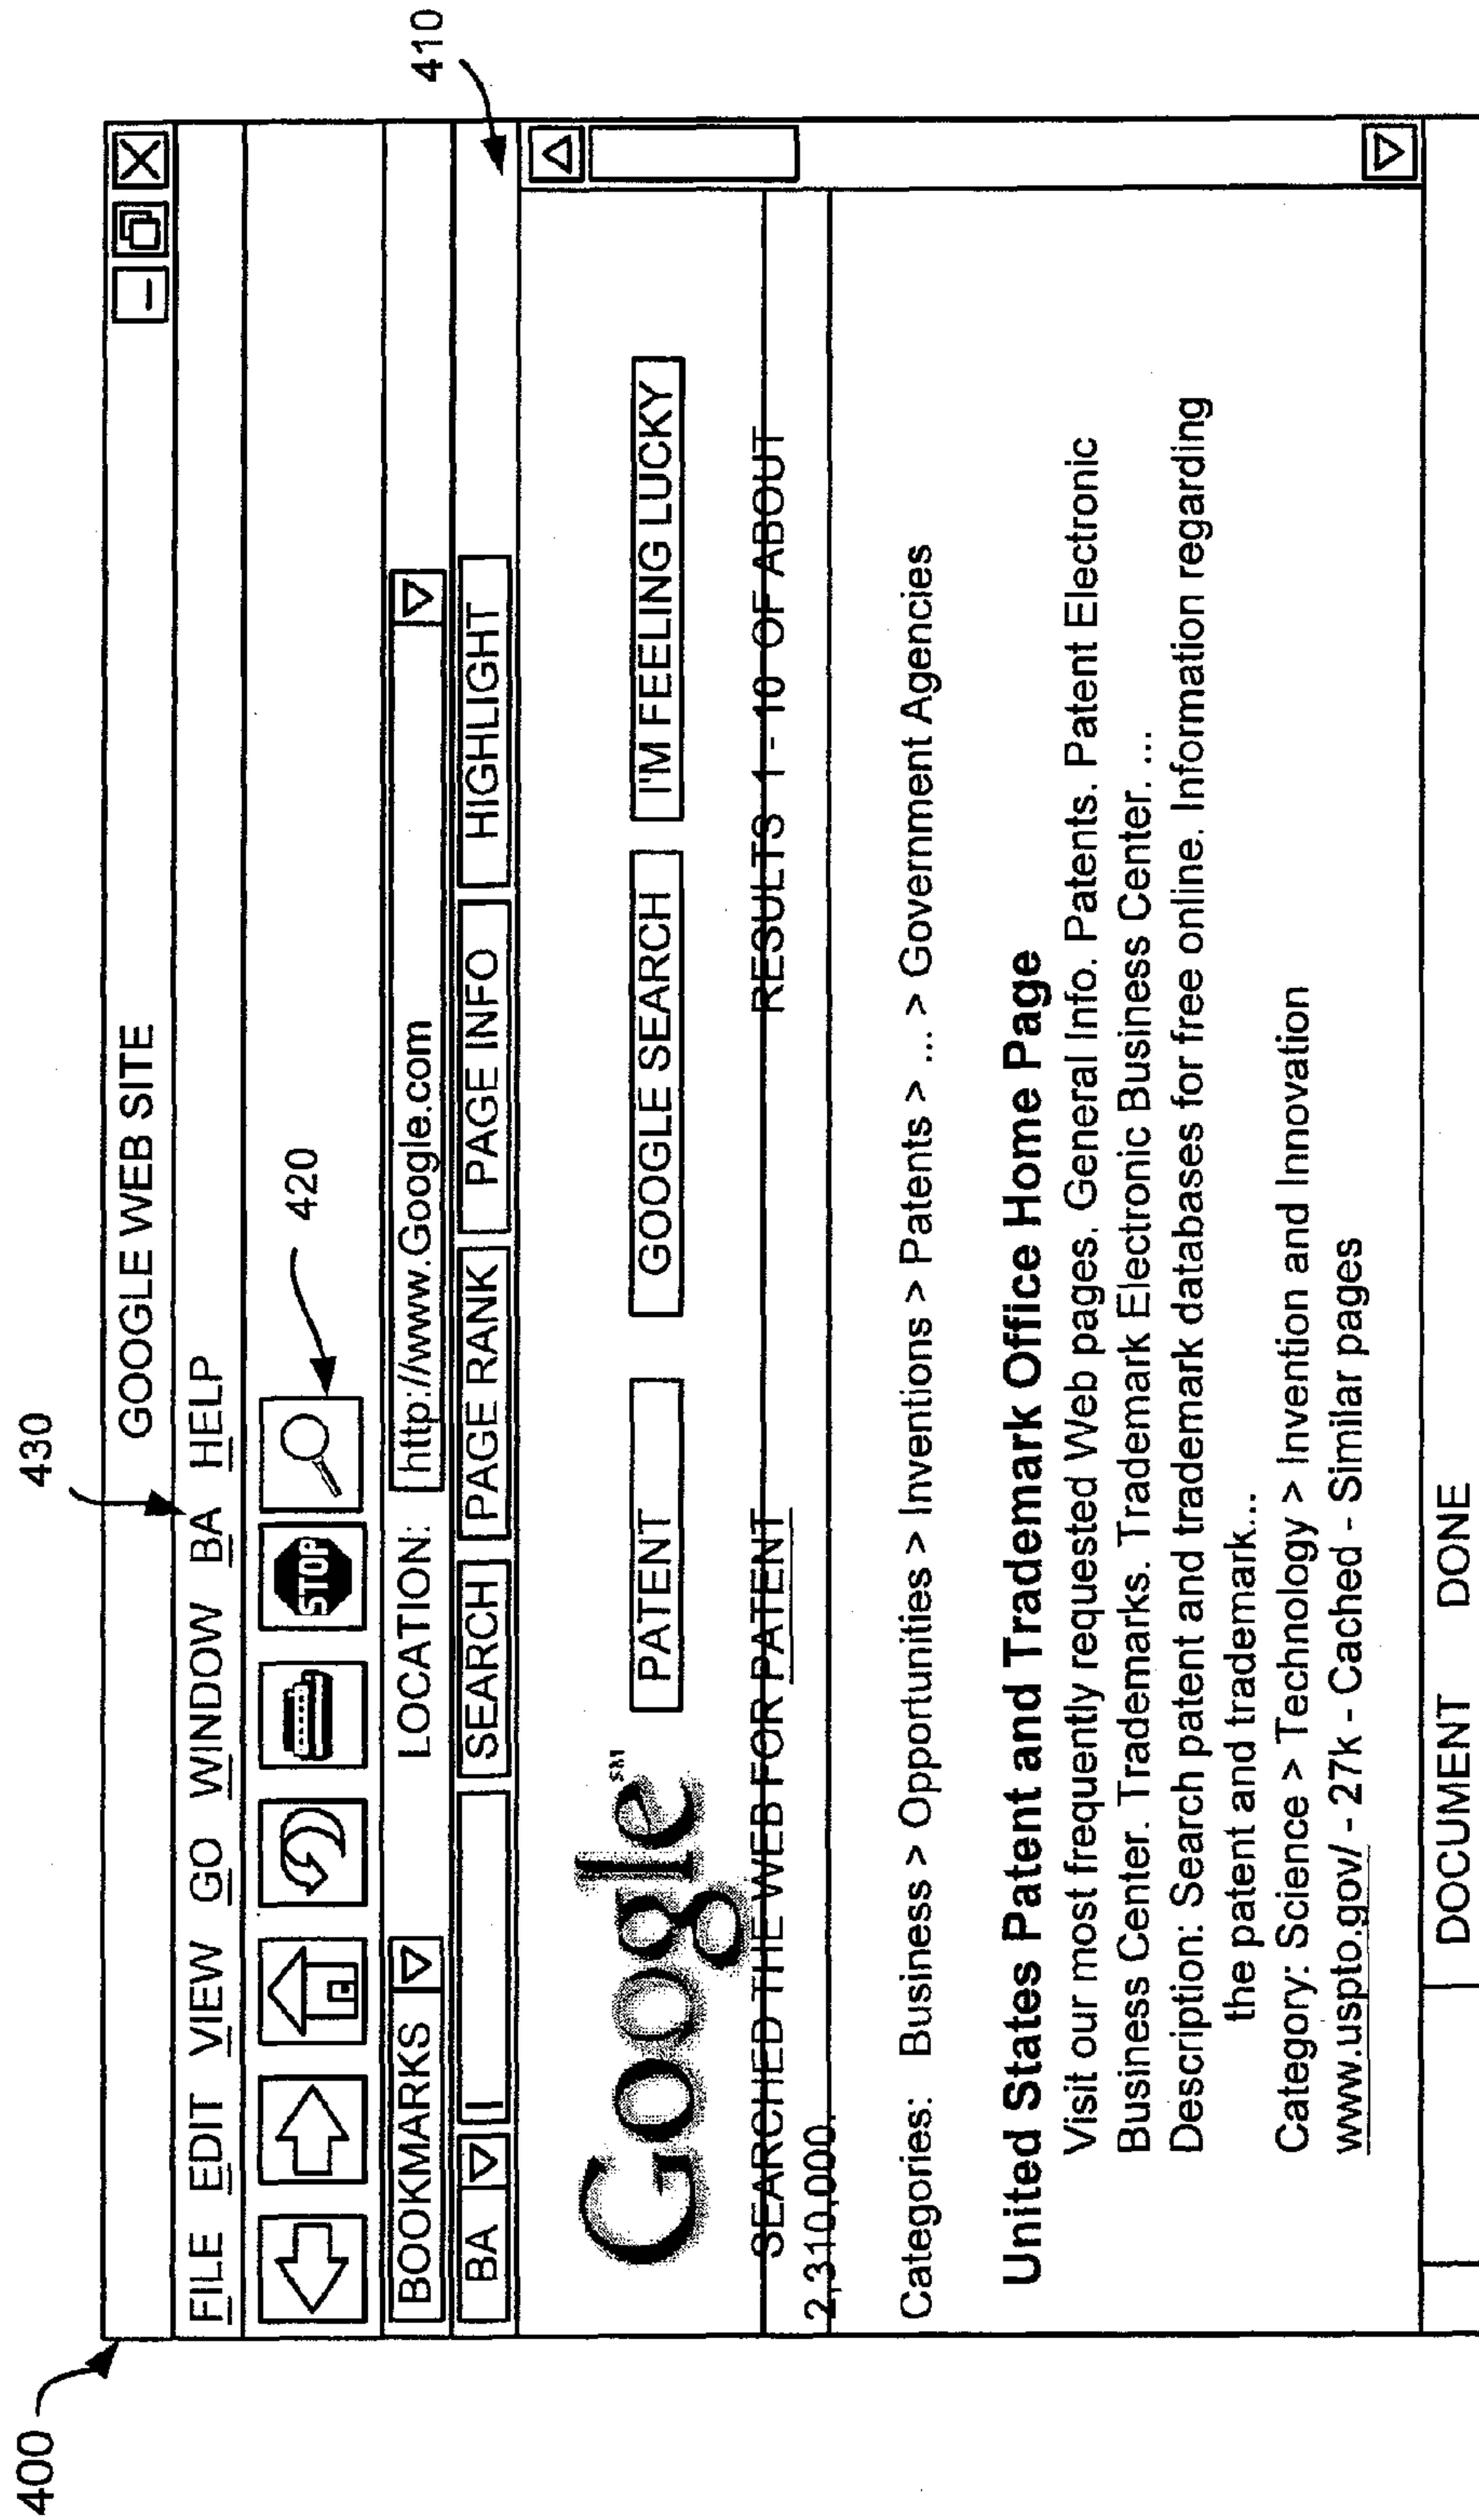 400
430
410
GOOGLE WEB SITE
FILE EDIT VIEW GO WINDOW BA HELP
420
STOP
BOOKMARKS LOCATION: http://www.Google.com
BA SEARCH PAGE RANK PAGE INFO HIGHLIGHT
Google SM PATENT GOOGLE SEARCH I'M FEELING LUCKY
SEARCHED THE WEB FOR PATENT RESULTS 1 - 10 OF ABOUT
2,310,000.
Categories: Business > Opportunities > Inventions > Patents > ... > Government Agencies
United States Patent and Trademark Office Home Page
Visit our most frequently requested Web pages. General Info. Patents. Patent Electronic
Business Center. Trademarks. Trademark Electronic Business Center. ...
Description: Search patent and trademark databases for free online. Information regarding
the patent and trademark...
Category: Science > Technology > Invention and Innovation
www.uspto.gov/ - 27k - Cached - Similar pages
DOCUMENT DONE